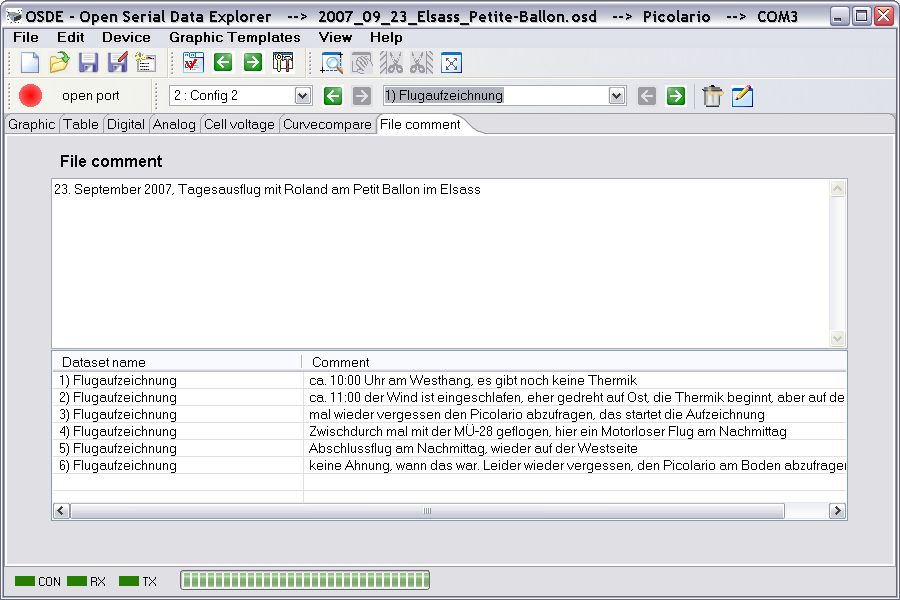 OSDE - Open Serial Data Explorer --> 2007_09_23_Elsass_Petite-Ballon.osd --> Picolario --> COM3
File Edit Device Graphic Templates View Help
open port 2 : Config 2 1) Flugaufzeichnung
Graphic Table Digital Analog Cell voltage Curvecompare File comment
File comment
23. September 2007, Tagesausflug mit Roland am Petit Ballon im Elsass
Dataset name Comment
1) Flugaufzeichnung ca. 10:00 Uhr am Westhang, es gibt noch keine Thermik
2) Flugaufzeichnung ca. 11:00 der Wind ist eingeschlafen, eher gedreht auf Ost, die Thermik beginnt, aber auf de
3) Flugaufzeichnung mal wieder vergessen den Picolario abzufragen, das startet die Aufzeichnung
4) Flugaufzeichnung Zwischdurch mal mit der MÜ-28 geflogen, hier ein Motorloser Flug am Nachmittag
5) Flugaufzeichnung Abschlussflug am Nachmittag, wieder auf der Westseite
6) Flugaufzeichnung keine Ahnung, wann das war. Leider wieder vergessen, den Picolario am Boden abzufragen
CON RX TX